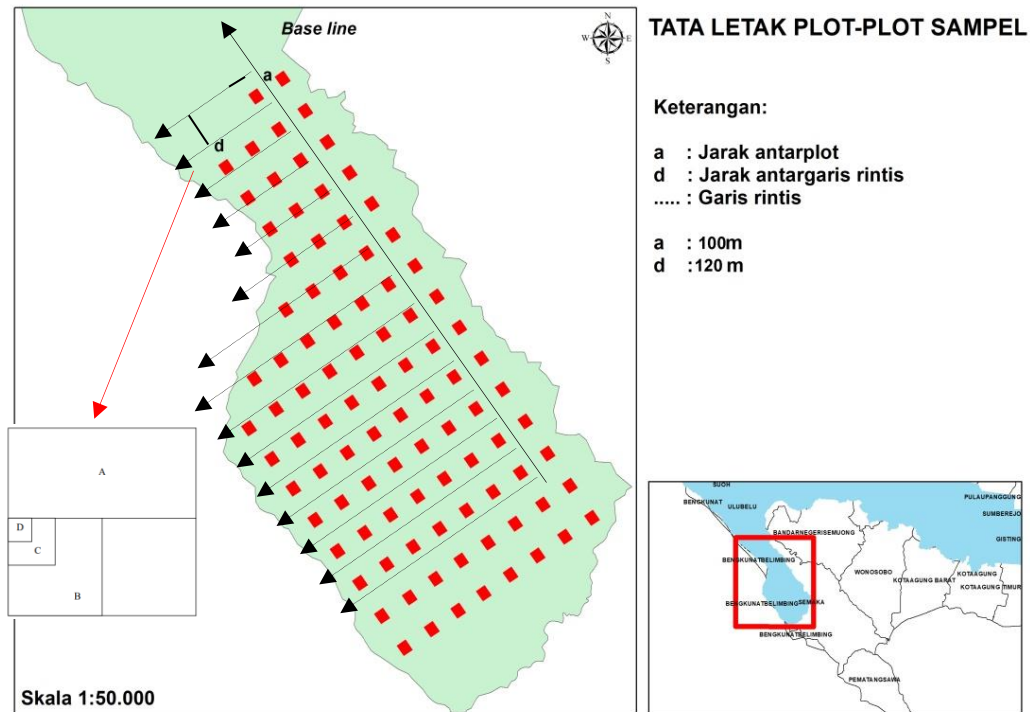 Base line
N
W E
S
a
d
A
D
C
B
Skala 1:50.000
TATA LETAK PLOT-PLOT SAMPEL
Keterangan:
a : Jarak antarplot
d : Jarak antargaris rintis
..... : Garis rintis
a : 100m
d :120 m
SUOH
BENGKUNAT
ULUBELU
PULAUPANGGUNG
SUMBEREJO
BANDARNEGERISEMUONG
GISTING
BENGKUNATBELIMBING
WONOSOBO
KOTAAGUNG BARAT
KOTAAGUNG
KOTAAGUNG TIMUR
BENGKUNATBELIMBING
SEMAKA
BENGKUNATBELIMBING
PEMATANGSAWA